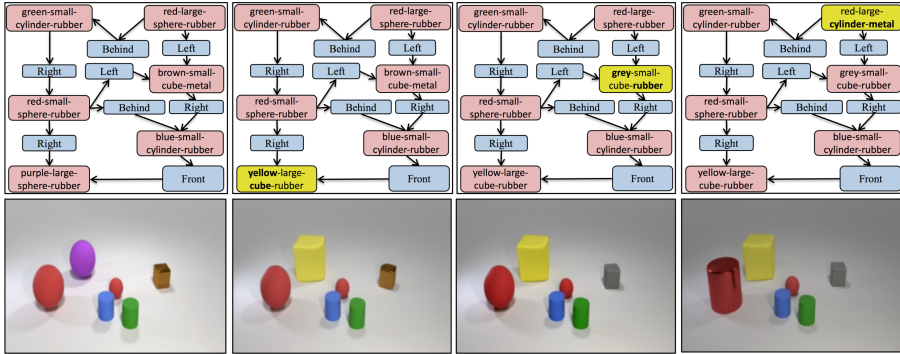 green-small-
cylinder-rubber
red-large-
sphere-rubber
Behind
Left
Right
Left
brown-small-
cube-metal
red-small-
sphere-rubber
Behind
Right
Right
blue-small-
cylinder-rubber
purple-large-
sphere-rubber
Front
green-small-
cylinder-rubber
red-large-
sphere-rubber
Behind
Left
Right
Left
brown-small-
cube-metal
red-small-
sphere-rubber
Behind
Right
Right
blue-small-
cylinder-rubber
yellow-large-
cube-rubber
Front
green-small-
cylinder-rubber
red-large-
sphere-rubber
Behind
Left
Right
Left
grey-small-
cube-rubber
red-small-
sphere-rubber
Behind
Right
Right
blue-small-
cylinder-rubber
yellow-large-
cube-rubber
Front
green-small-
cylinder-rubber
red-large-
cylinder-metal
Behind
Left
Right
Left
grey-small-
cube-rubber
red-small-
sphere-rubber
Behind
Right
Right
blue-small-
cylinder-rubber
yellow-large-
cube-rubber
Front